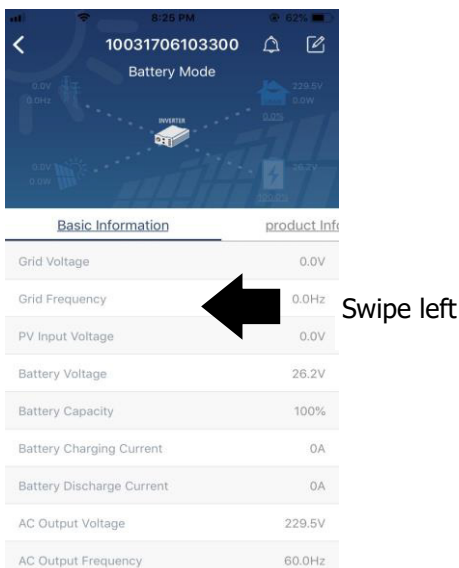 8:25 PM 62%
10031706103300
Battery Mode
0.0V 229.5V
0.0Hz 0.0W
0.0%
INVERTER
0.0V 26.2V
0.0W
Basic Information product Info
Grid Voltage 0.0V
Grid Frequency 0.0Hz
Swipe left
PV Input Voltage 0.0V
Battery Voltage 26.2V
Battery Capacity 100%
Battery Charging Current 0A
Battery Discharge Current 0A
AC Output Voltage 229.5V
AC Output Frequency 60.0Hz